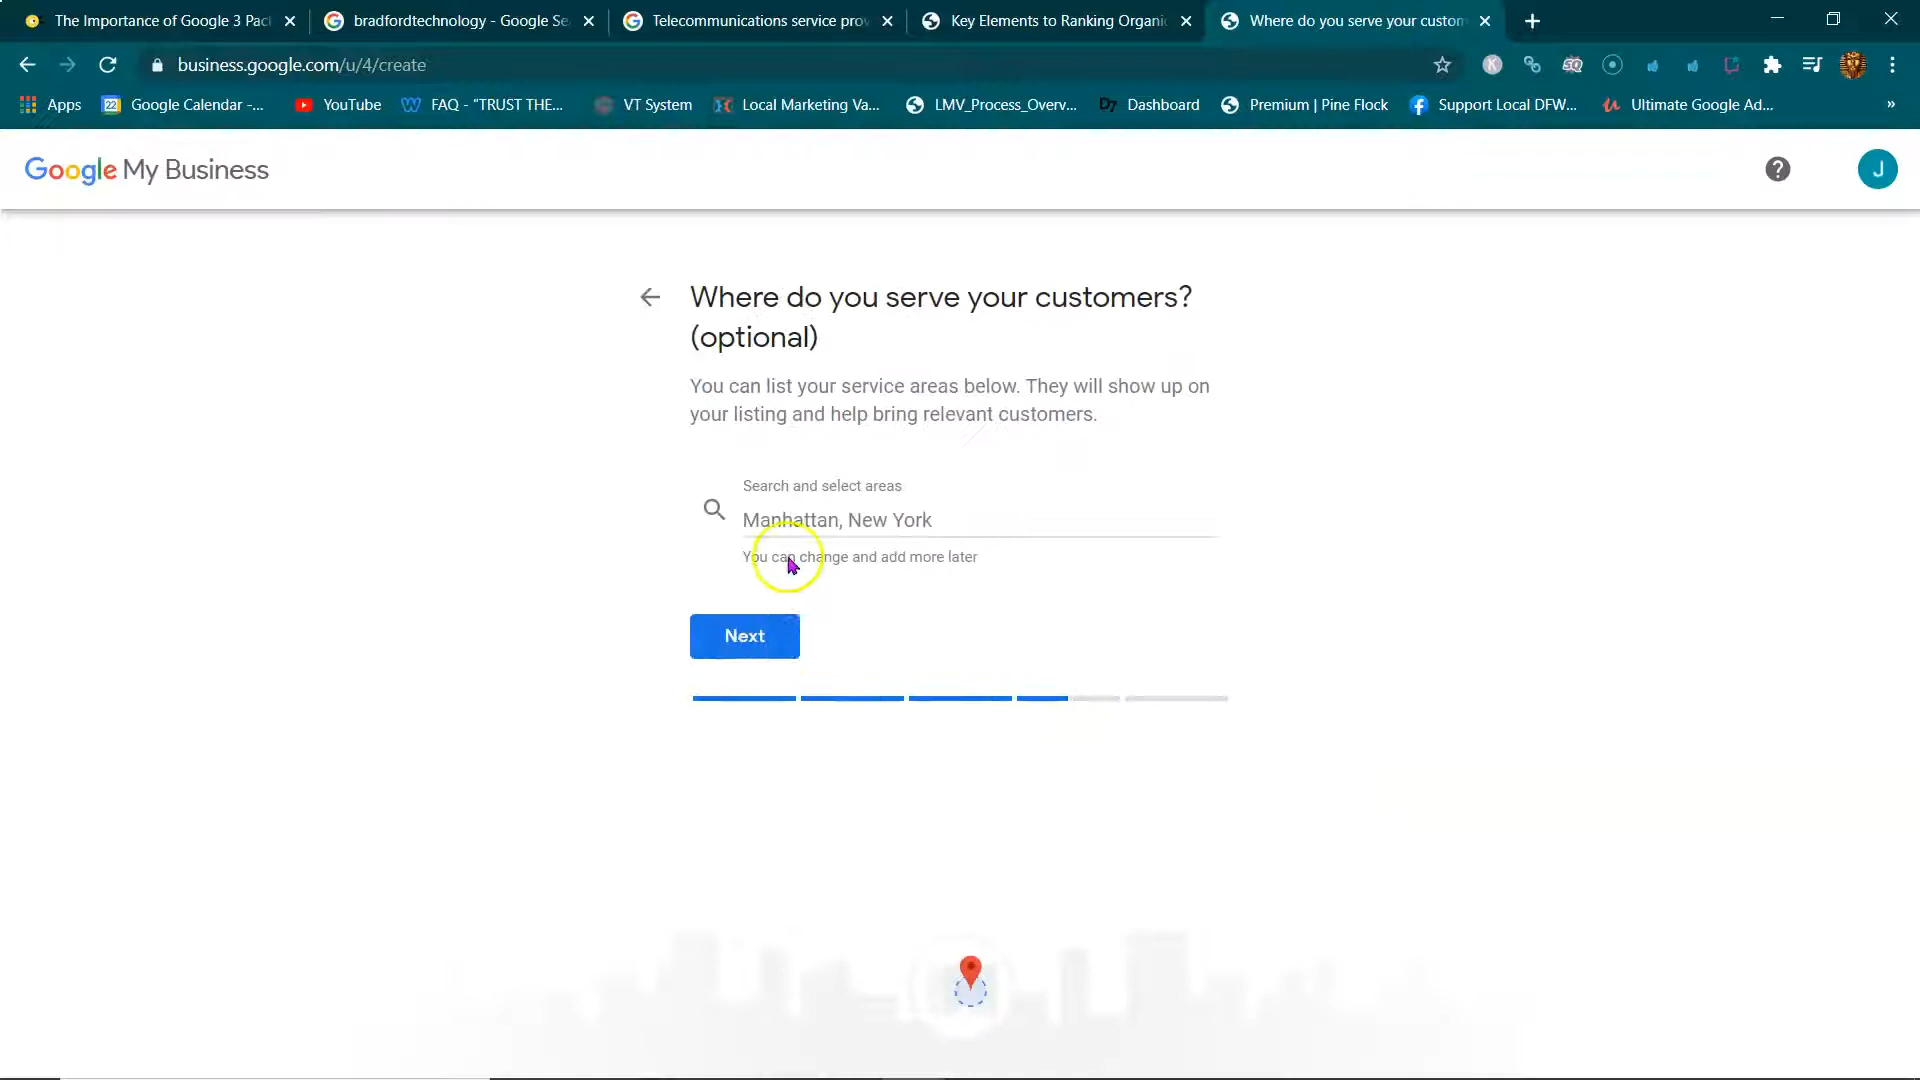 The Importance of Google 3 Pac
bradfordtechnology - Google Se
Telecommunications service prov
Key Elements to Ranking Organi
Where do you serve your custom
business.google.com/u/4/create
Apps
22
Google Calendar -...
YouTube
FAQ - "TRUST THE...
VT System
Local Marketing Va...
LMV_Process_Overv...
D7
Dashboard
Premium | Pine Flock
Support Local DFW...
Ultimate Google Ad...
»
Google My Business
?
J
Where do you serve your customers?
(optional)
You can list your service areas below. They will show up on
your listing and help bring relevant customers.
Search and select areas
Manhattan, New York
You can change and add more later
Next